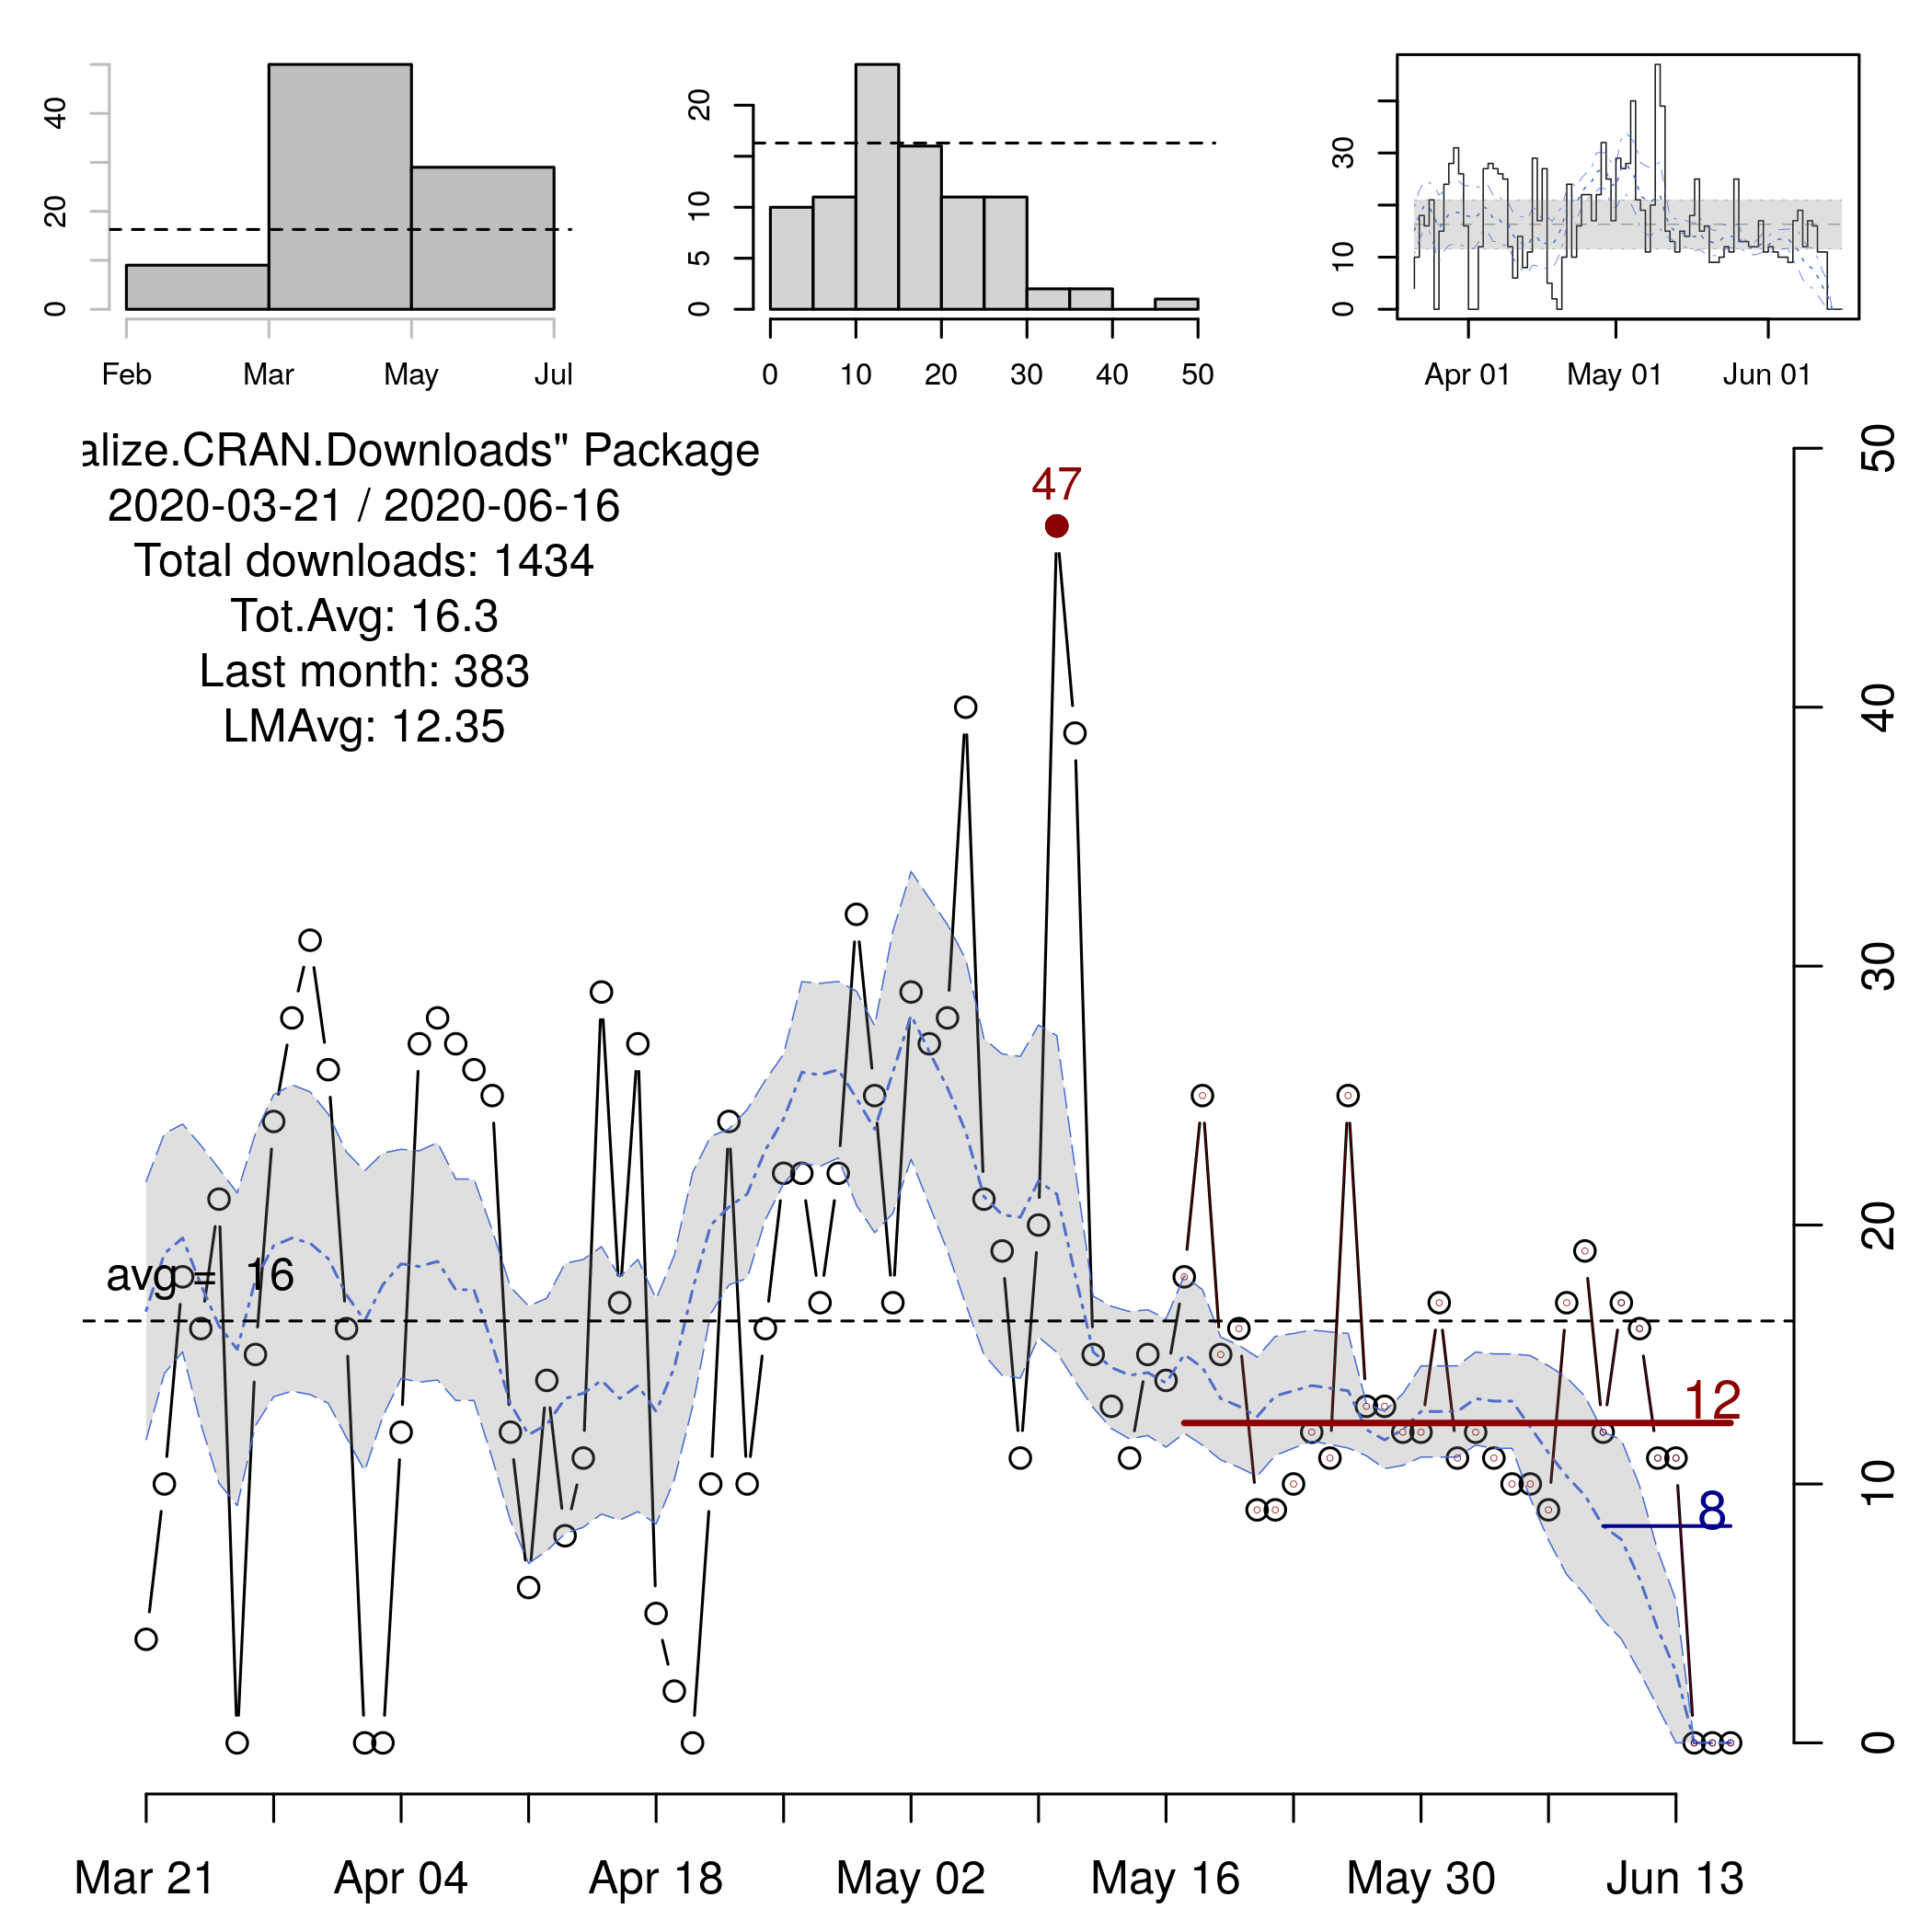 40
20
0
Feb Mar May Jul
20
10
5
0
0 10 20 30 40 50
30
10
0
Apr 01 May 01 Jun 01
alize.CRAN.Downloads" Package
2020-03-21 / 2020-06-16
Total downloads: 1434
Tot.Avg: 16.3
Last month: 383
LMAvg: 12.35
47
avg = 16
12
8
50
40
30
20
10
0
Mar 21 Apr 04 Apr 18 May 02 May 16 May 30 Jun 13